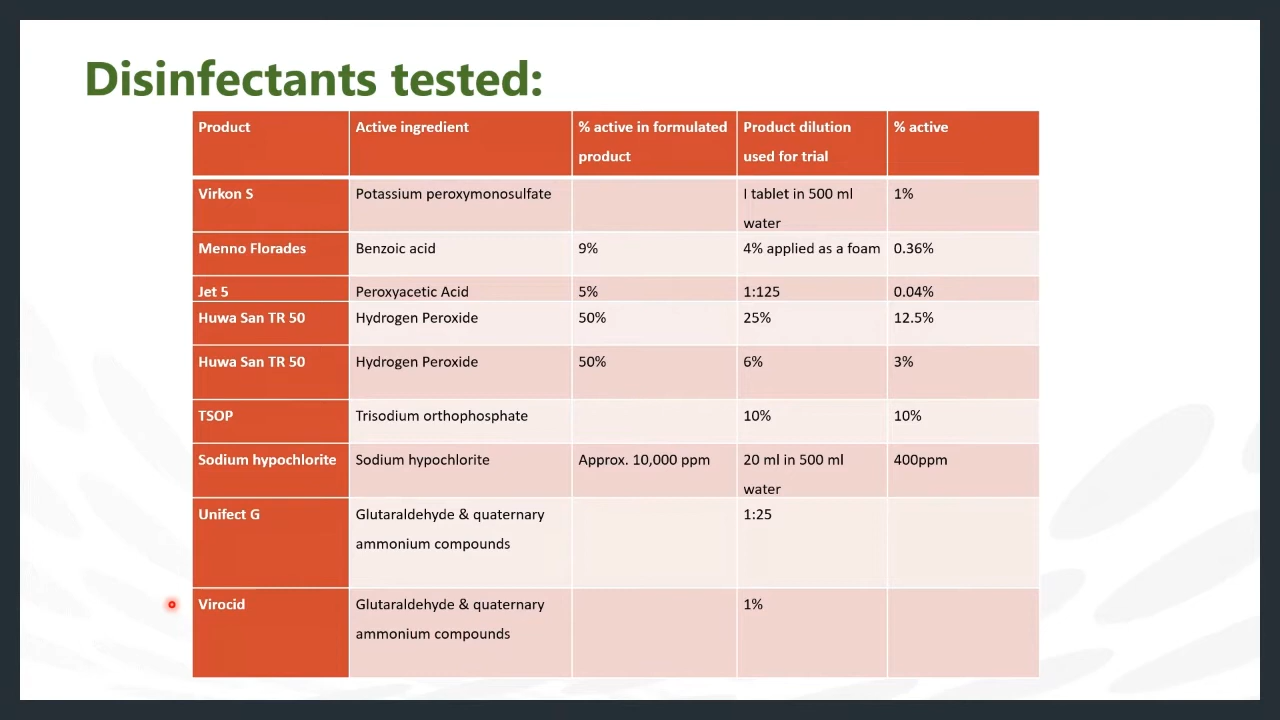 Disinfectants tested:
Product
Active ingredient
% active in formulated
product
Product dilution
used for trial
% active
Virkon S
Potassium peroxymonosulfate
I tablet in 500 ml
water
1%
Menno Florades
Benzoic acid
9%
4% applied as a foam
0.36%
Jet 5
Peroxyacetic Acid
5%
1:125
0.04%
Huwa San TR 50
Hydrogen Peroxide
50%
25%
12.5%
Huwa San TR 50
Hydrogen Peroxide
50%
6%
3%
TSOP
Trisodium orthophosphate
10%
10%
Sodium hypochlorite
Sodium hypochlorite
Approx. 10,000 ppm
20 ml in 500 ml
water
400ppm
Unifect G
Glutaraldehyde & quaternary
ammonium compounds
1:25
Virocid
Glutaraldehyde & quaternary
ammonium compounds
1%